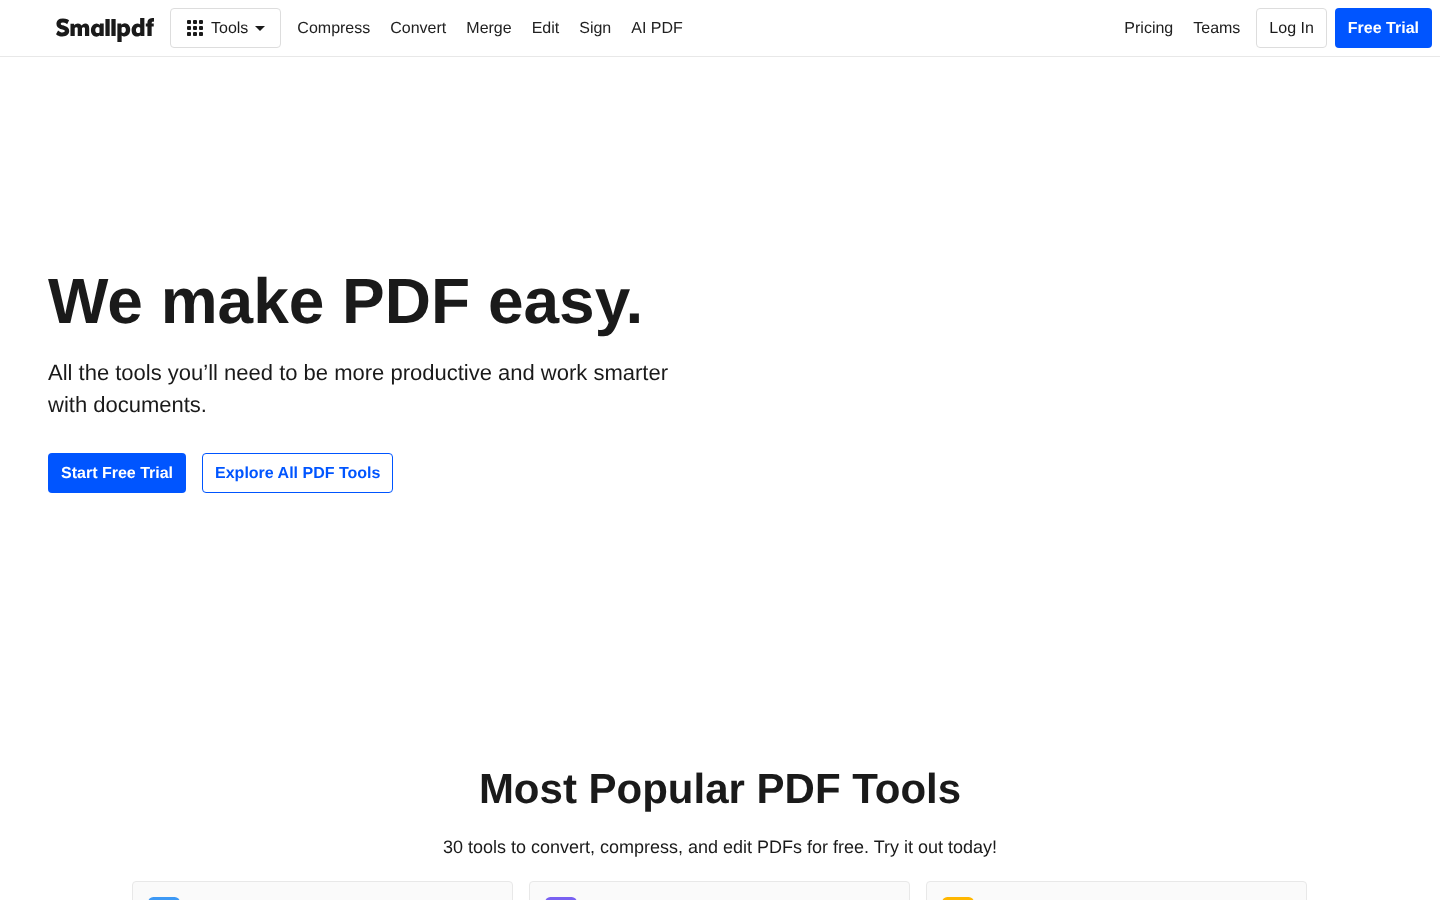 Smallpdf Tools Compress Convert Merge Edit Sign AI PDF Pricing Teams Log In Free Trial
We make PDF easy.
All the tools you’ll need to be more productive and work smarter
with documents.
Start Free Trial Explore All PDF Tools
Most Popular PDF Tools
30 tools to convert, compress, and edit PDFs for free. Try it out today!